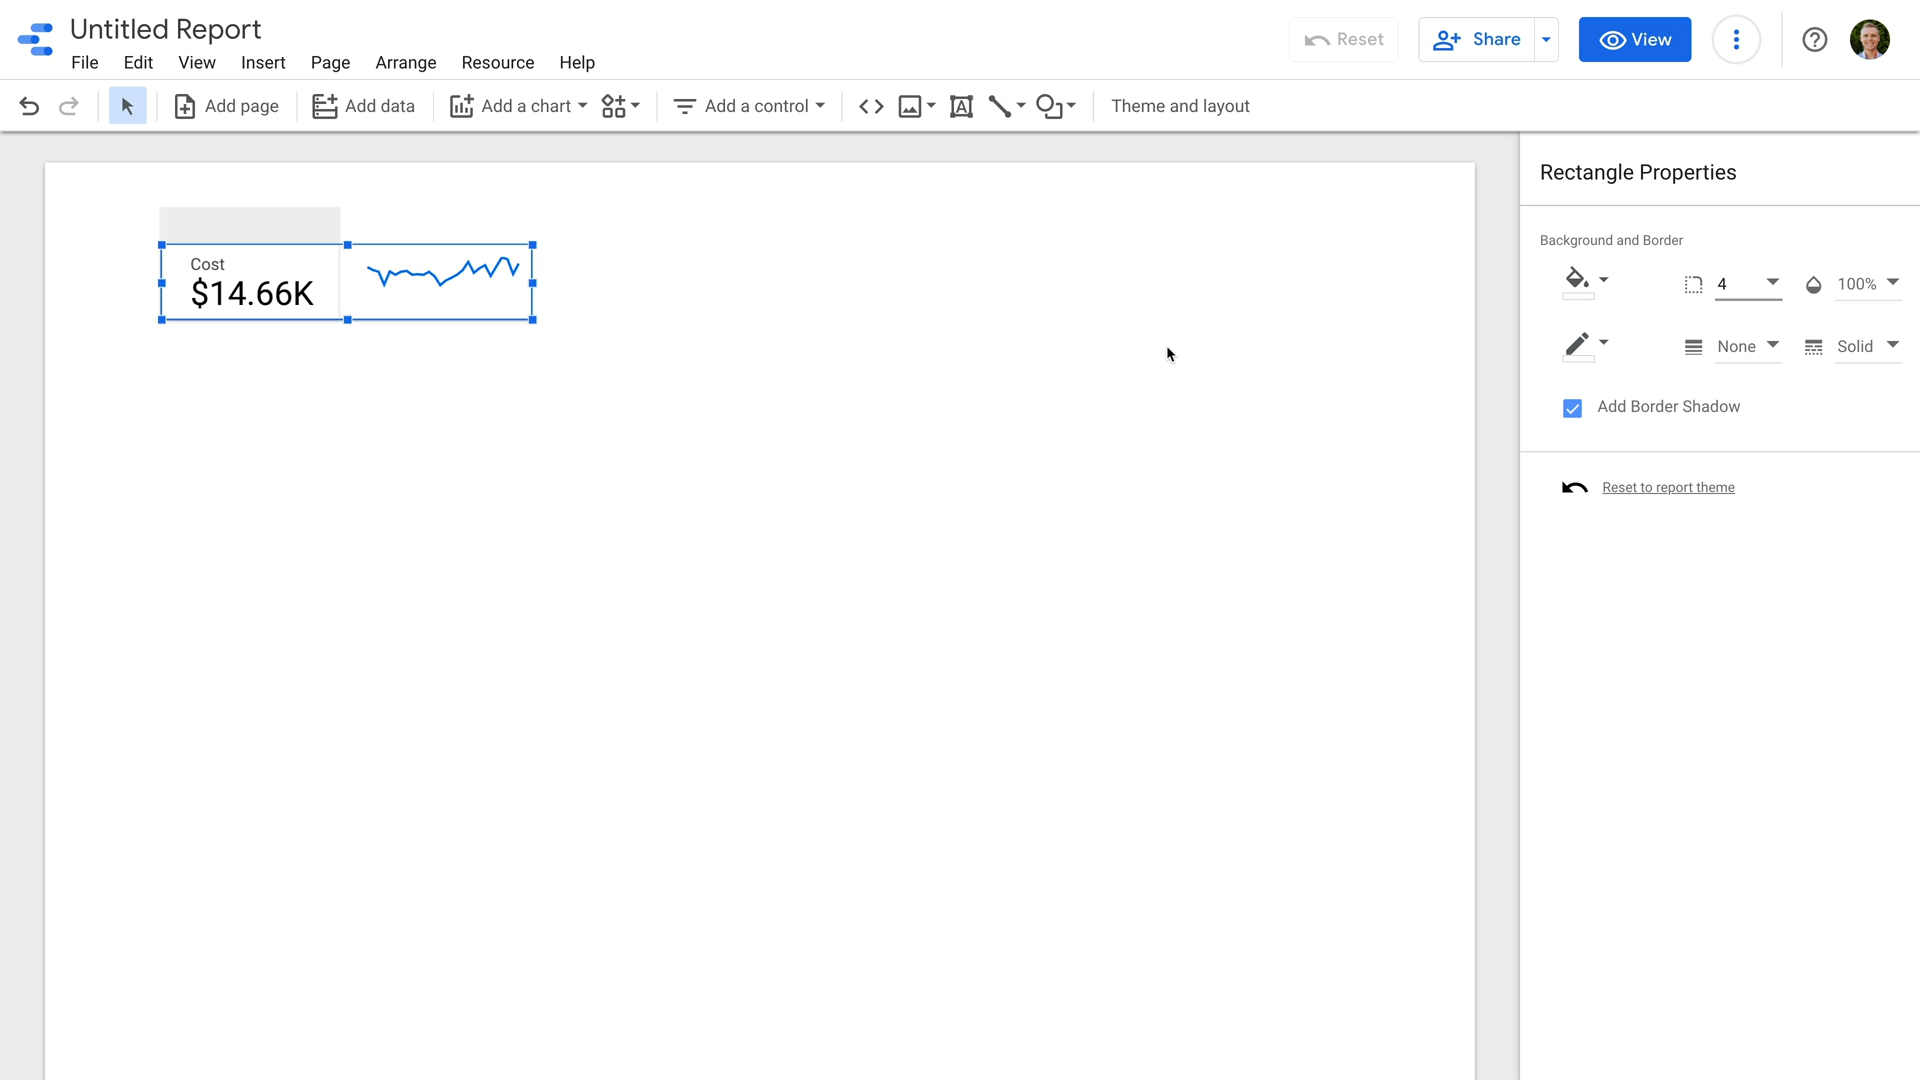 Untitled Report
File Edit View Insert Page Arrange Resource Help
Reset
Share
View
Add page
Add data
Add a chart
Add a control
Theme and layout
Rectangle Properties
Background and Border
4
100%
None
Solid
Add Border Shadow
Reset to report theme
Cost
$14.66K